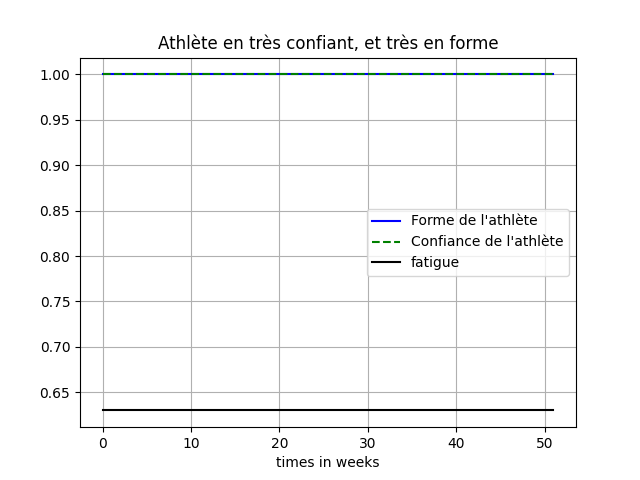 Athlète en très confiant, et très en forme
1.00
0.95
0.90
0.85
0.80
0.75
0.70
0.65
Forme de l'athlète
Confiance de l'athlète
fatigue
0 10 20 30 40 50
times in weeks